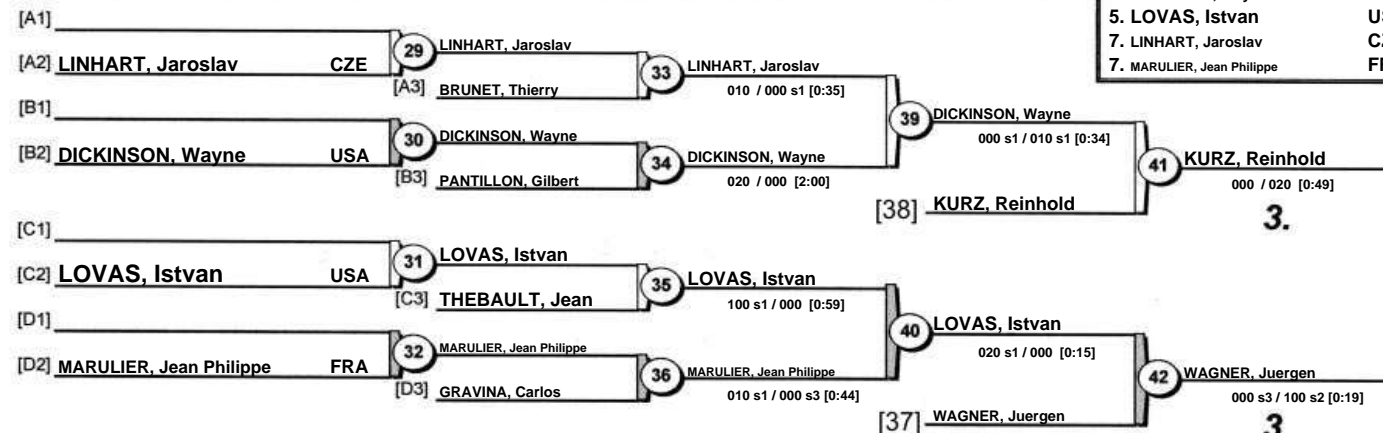 5. LOVAS, Istvan
7. LINHART, Jaroslav
7. MARULIER, Jean Philippe
[A1]
[A2] LINHART, Jaroslav CZE
29
LINHART, Jaroslav
[A3] BRUNET, Thierry
33
LINHART, Jaroslav
010 / 000 s1 [0:35]
[B1]
[B2] DICKINSON, Wayne USA
30
DICKINSON, Wayne
[B3] PANTILLON, Gilbert
34
DICKINSON, Wayne
020 / 000 [2:00]
39
DICKINSON, Wayne
000 s1 / 010 s1 [0:34]
[38] KURZ, Reinhold
41
KURZ, Reinhold
000 / 020 [0:49]
3.
[C1]
[C2] LOVAS, Istvan USA
31
LOVAS, Istvan
[C3] THEBAULT, Jean
35
LOVAS, Istvan
100 s1 / 000 [0:59]
[D1]
[D2] MARULIER, Jean Philippe FRA
32
MARULIER, Jean Philippe
[D3] GRAVINA, Carlos
36
MARULIER, Jean Philippe
010 s1 / 000 s3 [0:44]
40
LOVAS, Istvan
020 s1 / 000 [0:15]
[37] WAGNER, Juergen
42
WAGNER, Juergen
000 s3 / 100 s2 [0:19]
3